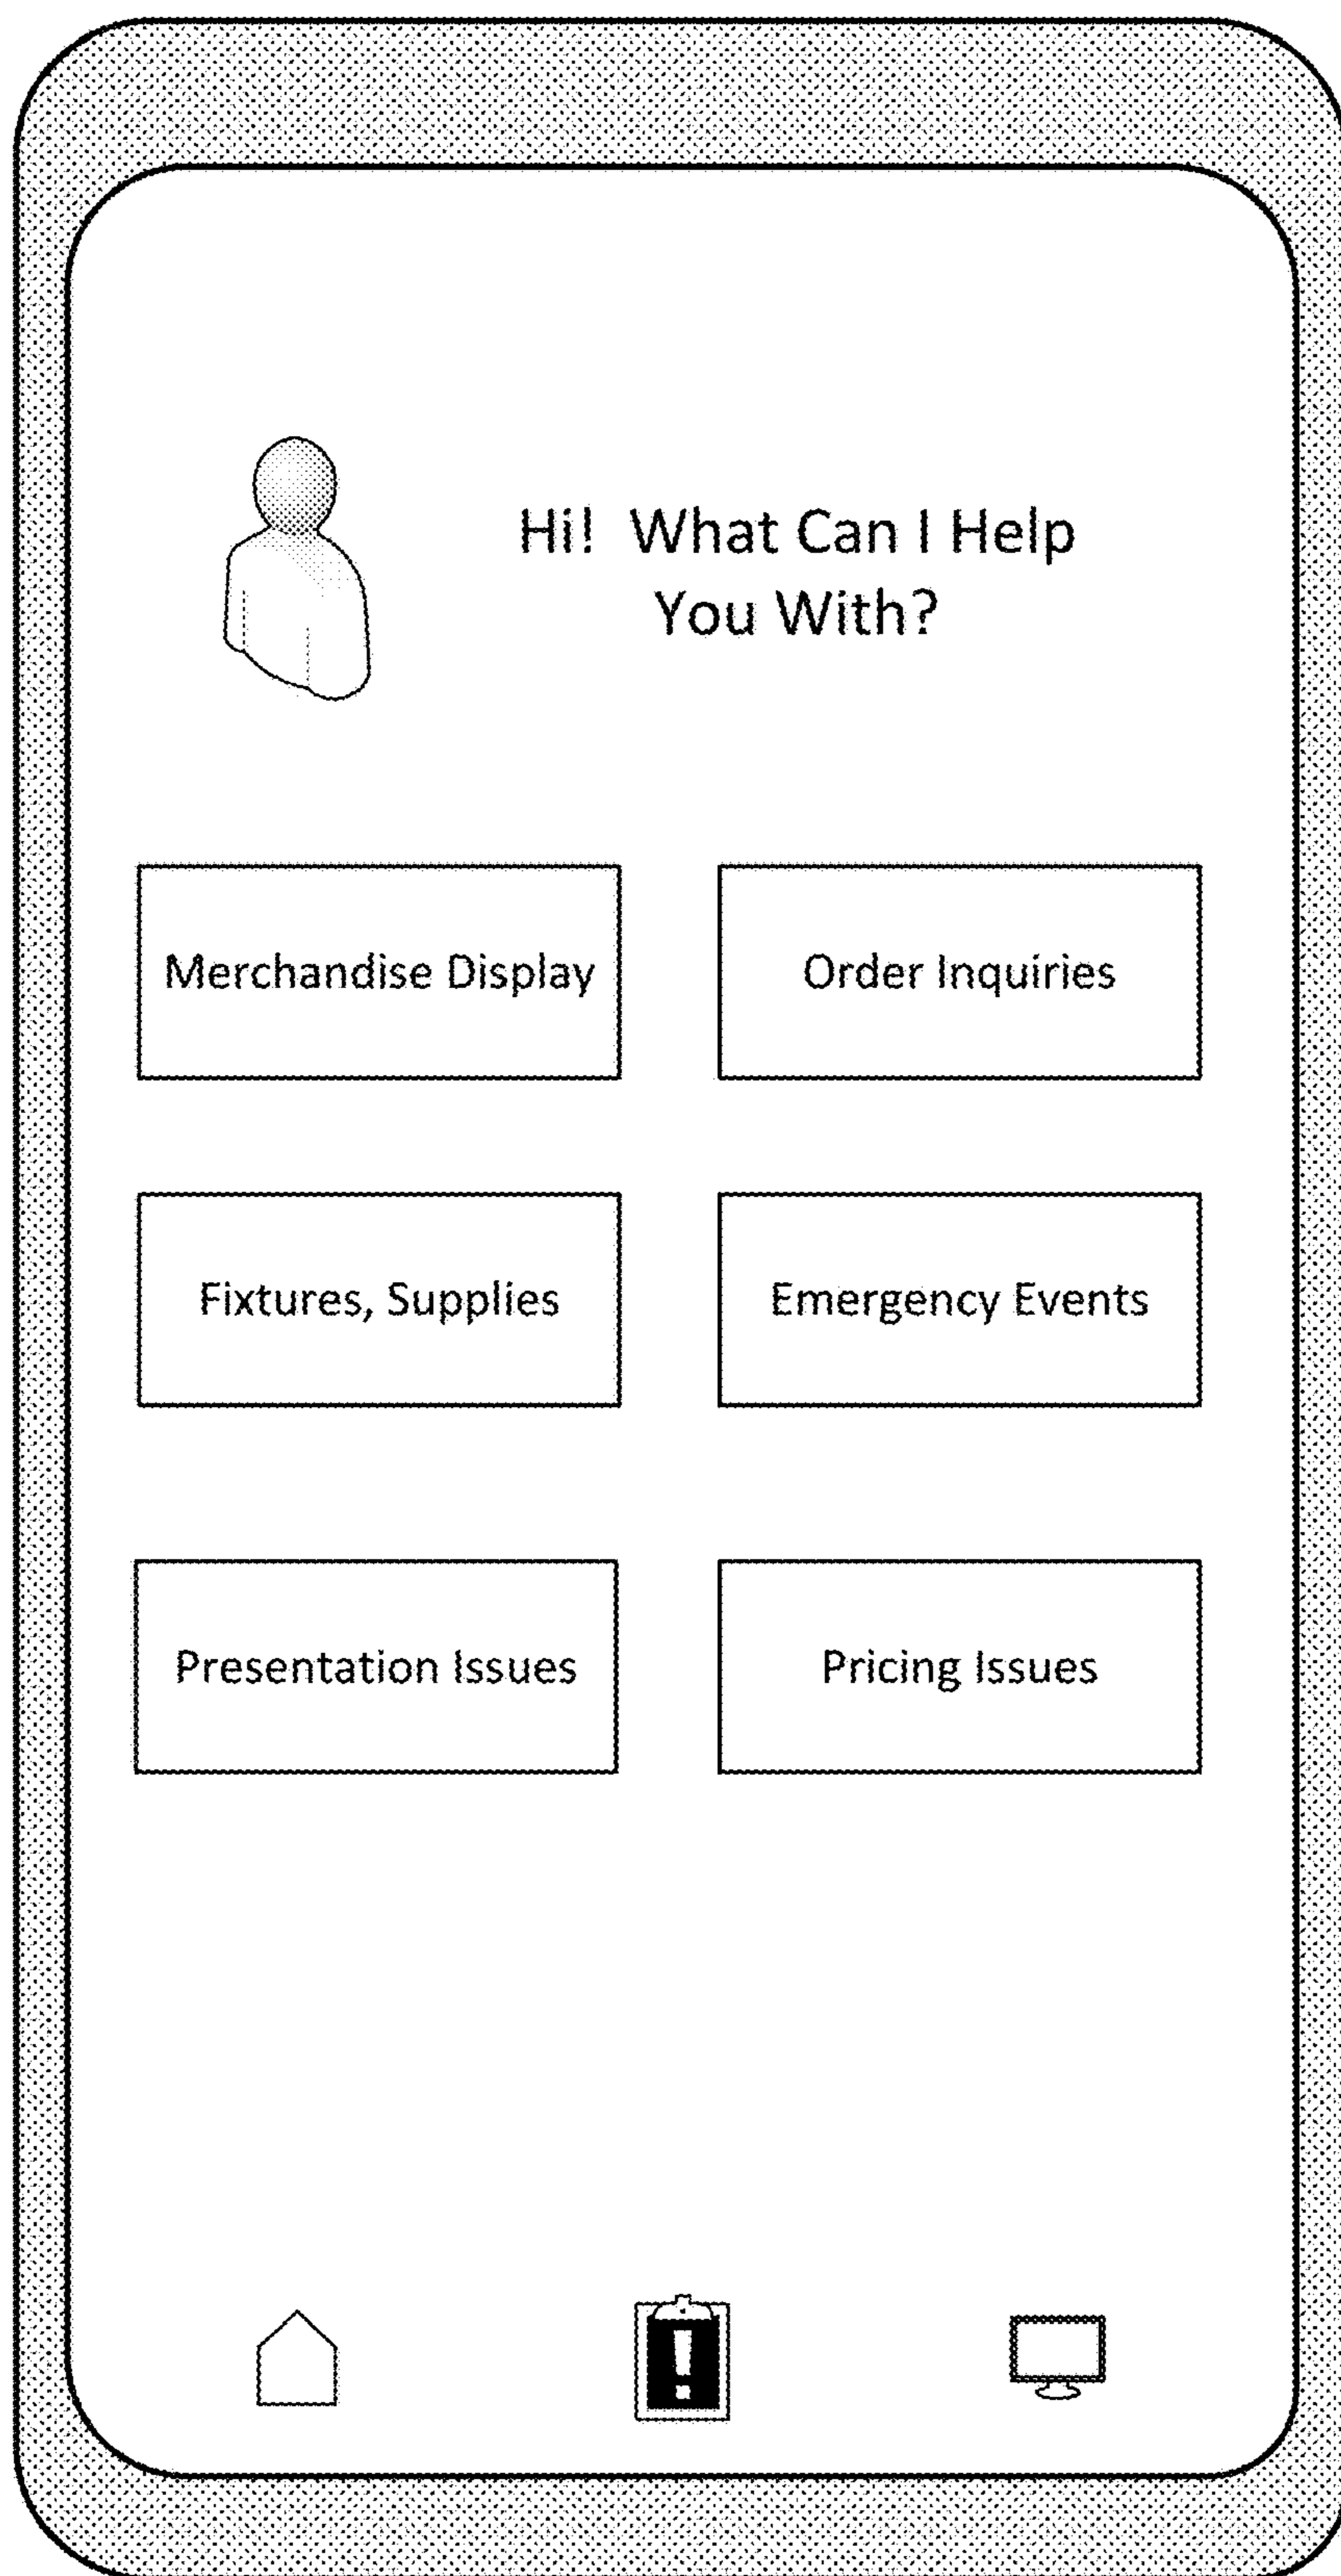 Hi! What Can I Help
You With?
Merchandise Display
Order Inquiries
Fixtures, Supplies
Emergency Events
Presentation Issues
Pricing Issues
!